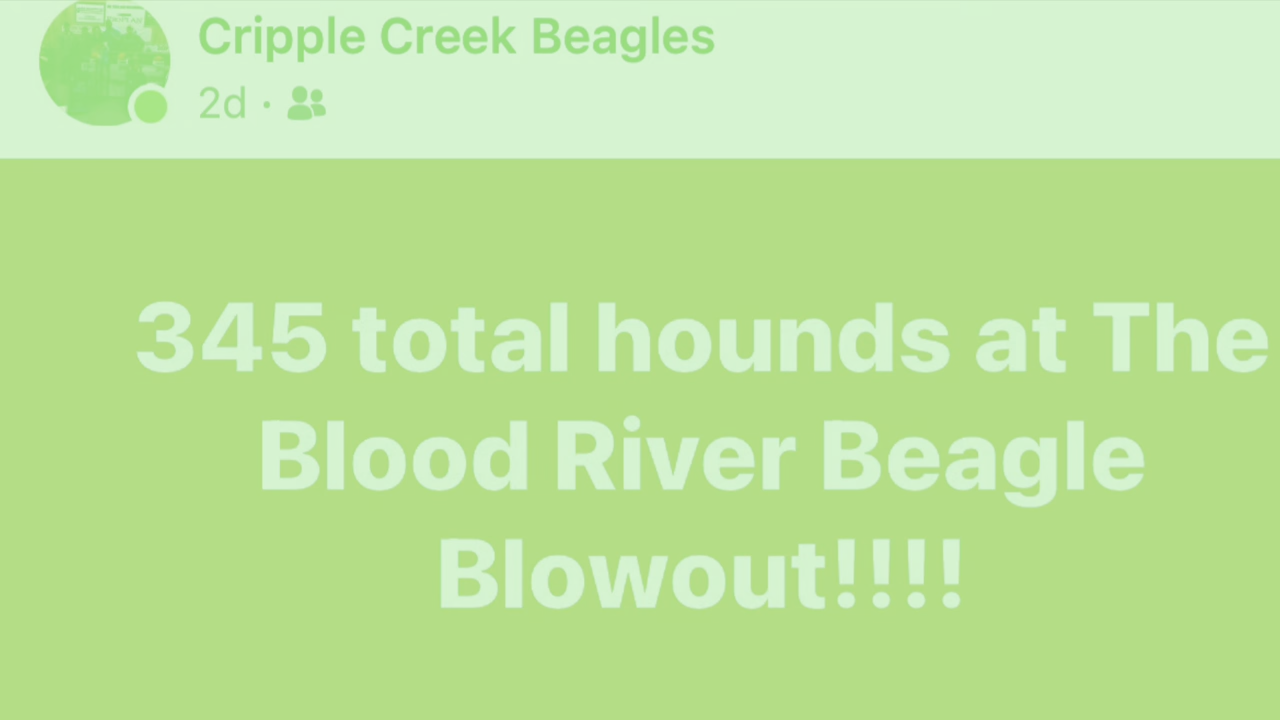 Cripple Creek Beagles
2d ·
345 total hounds at The
Blood River Beagle
Blowout!!!!